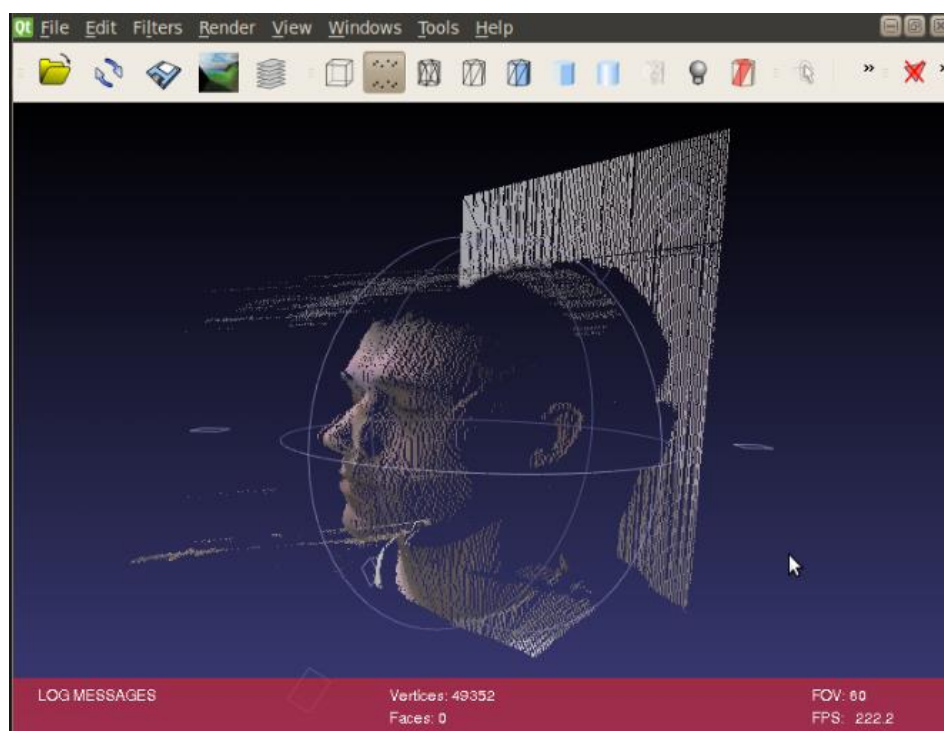 Qt File Edit Filters Render View Windows Tools Help
» »
LOG MESSAGES Vertices: 49352 FOV: 60
Faces: 0 FPS: 222.2